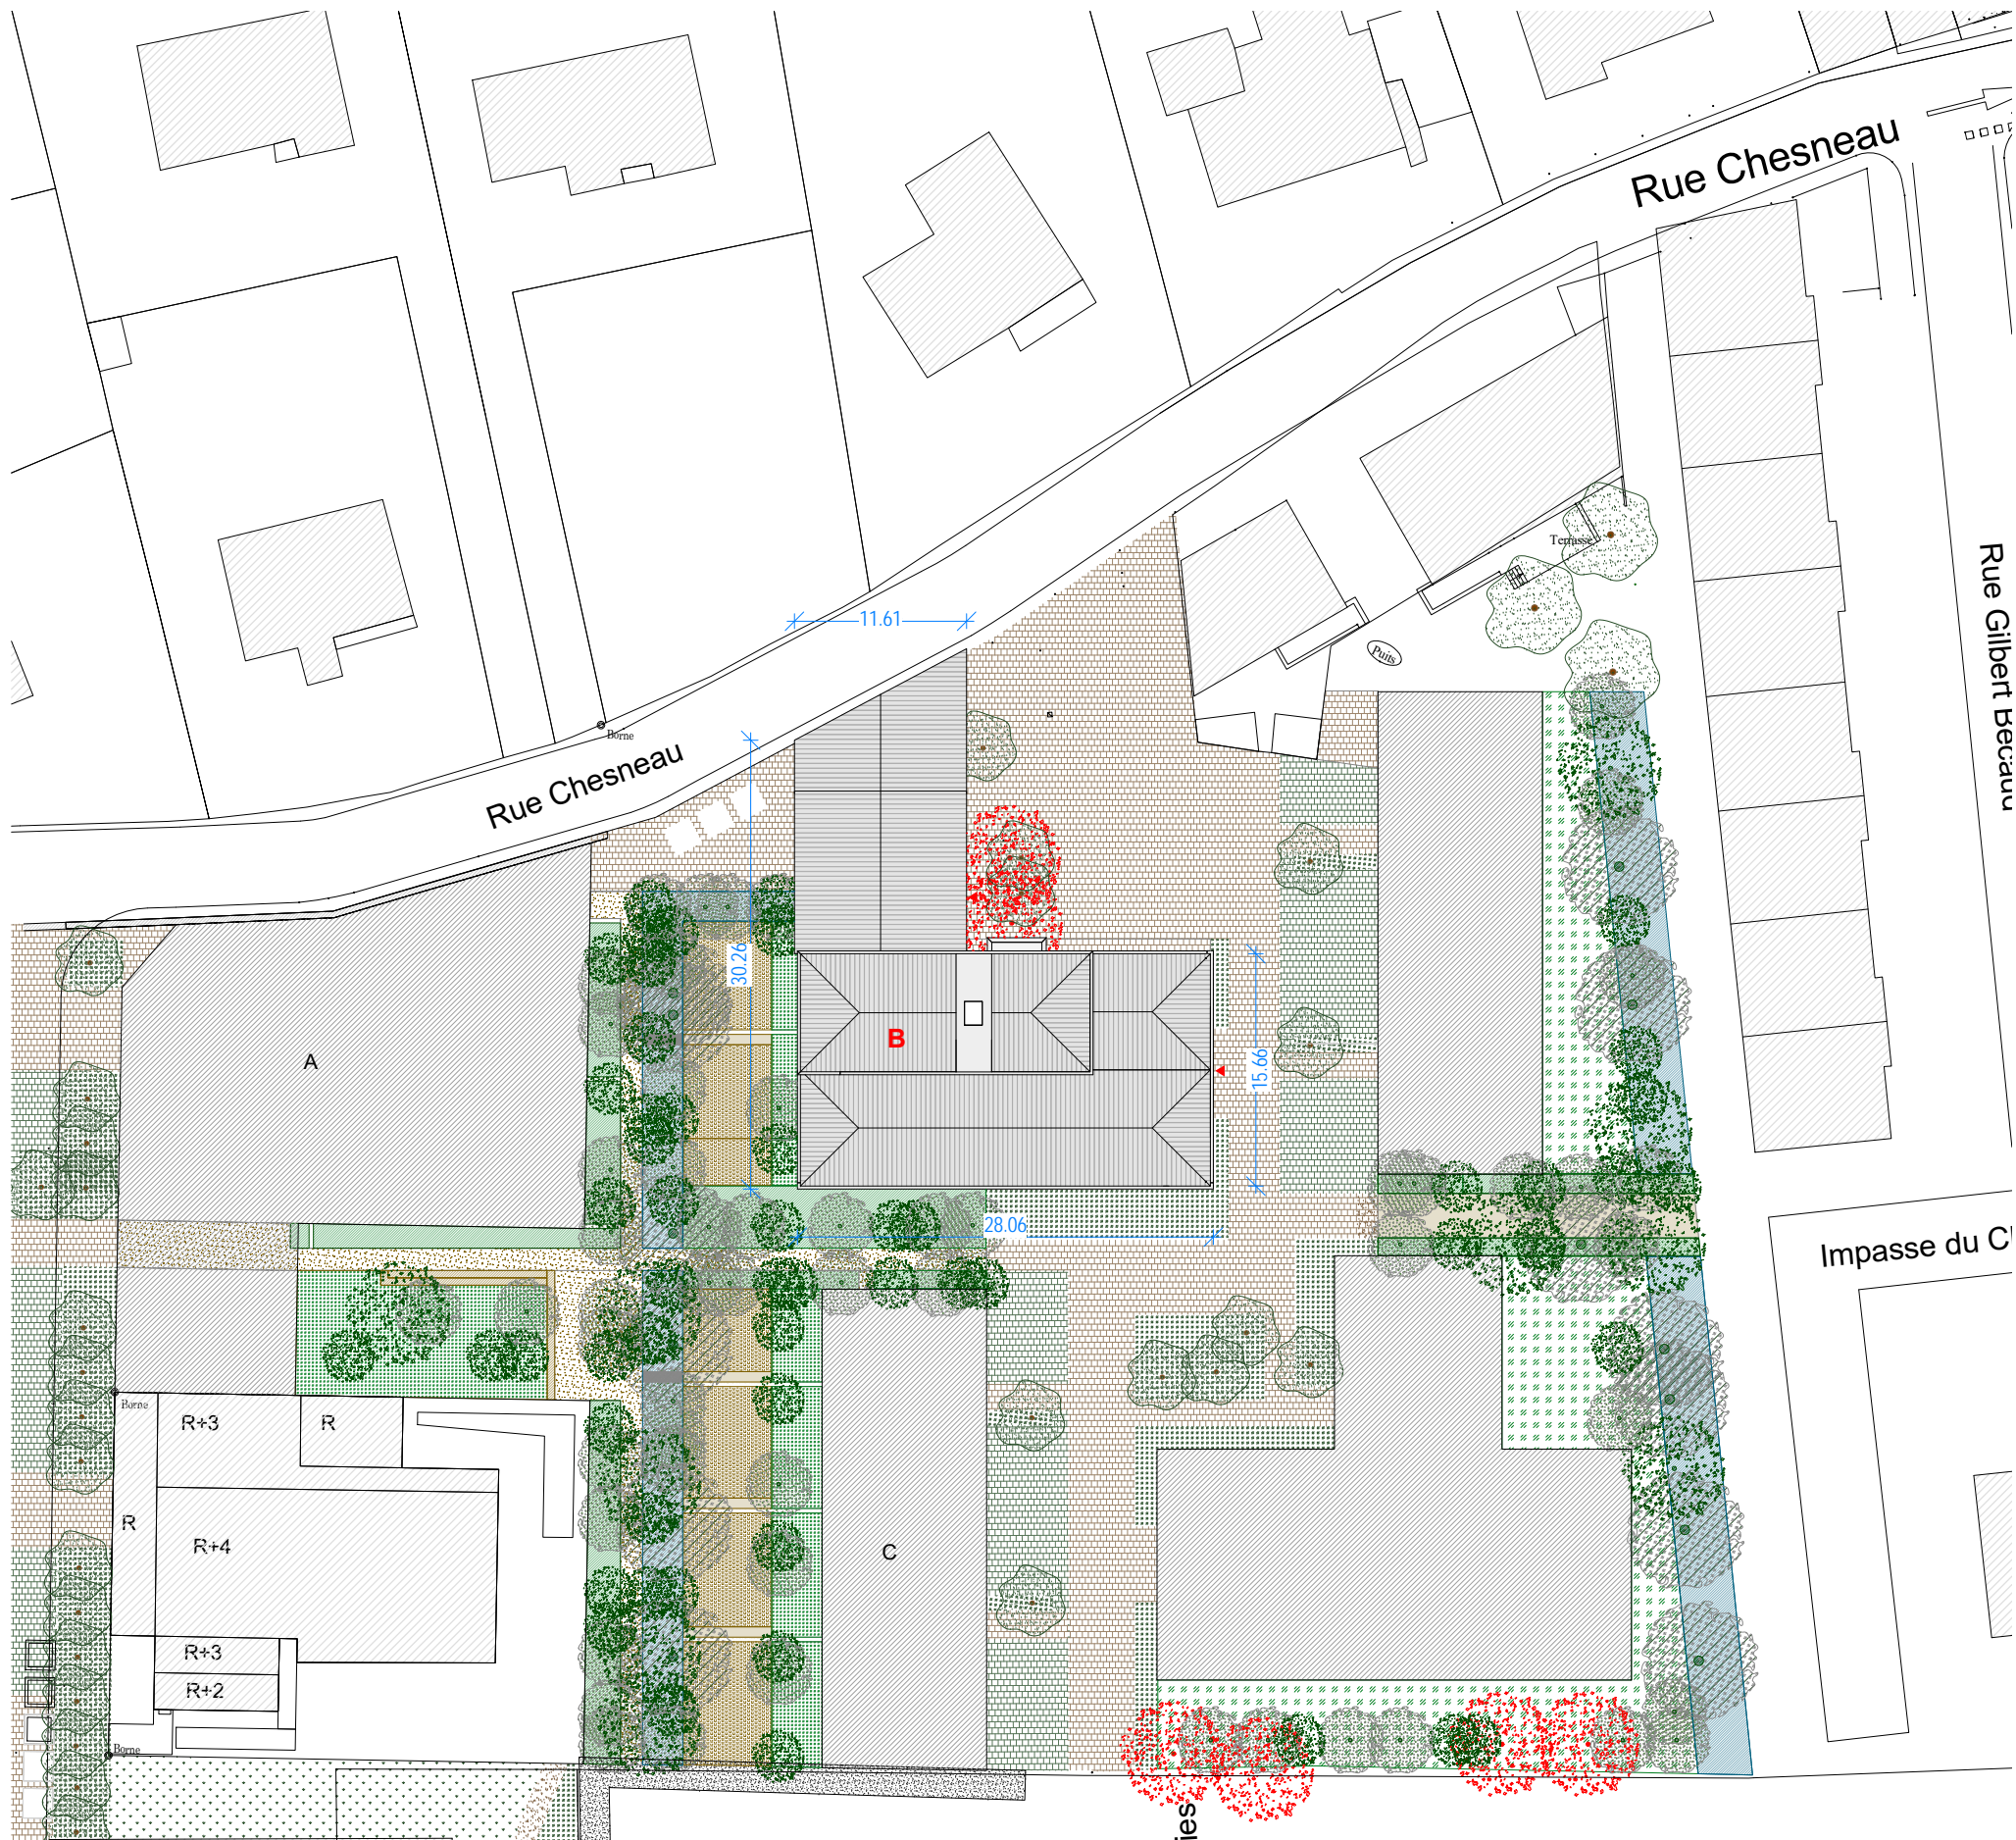 Rue Chesneau
Rue Gilbert Bécaud
Terrasse
11.61
Puits
Borne
Rue Chesneau
30.26
B
15.66
A
28.06
Impasse du
Borne
R+3
R
R
R+4
C
R+3
R+2
Borne
ies